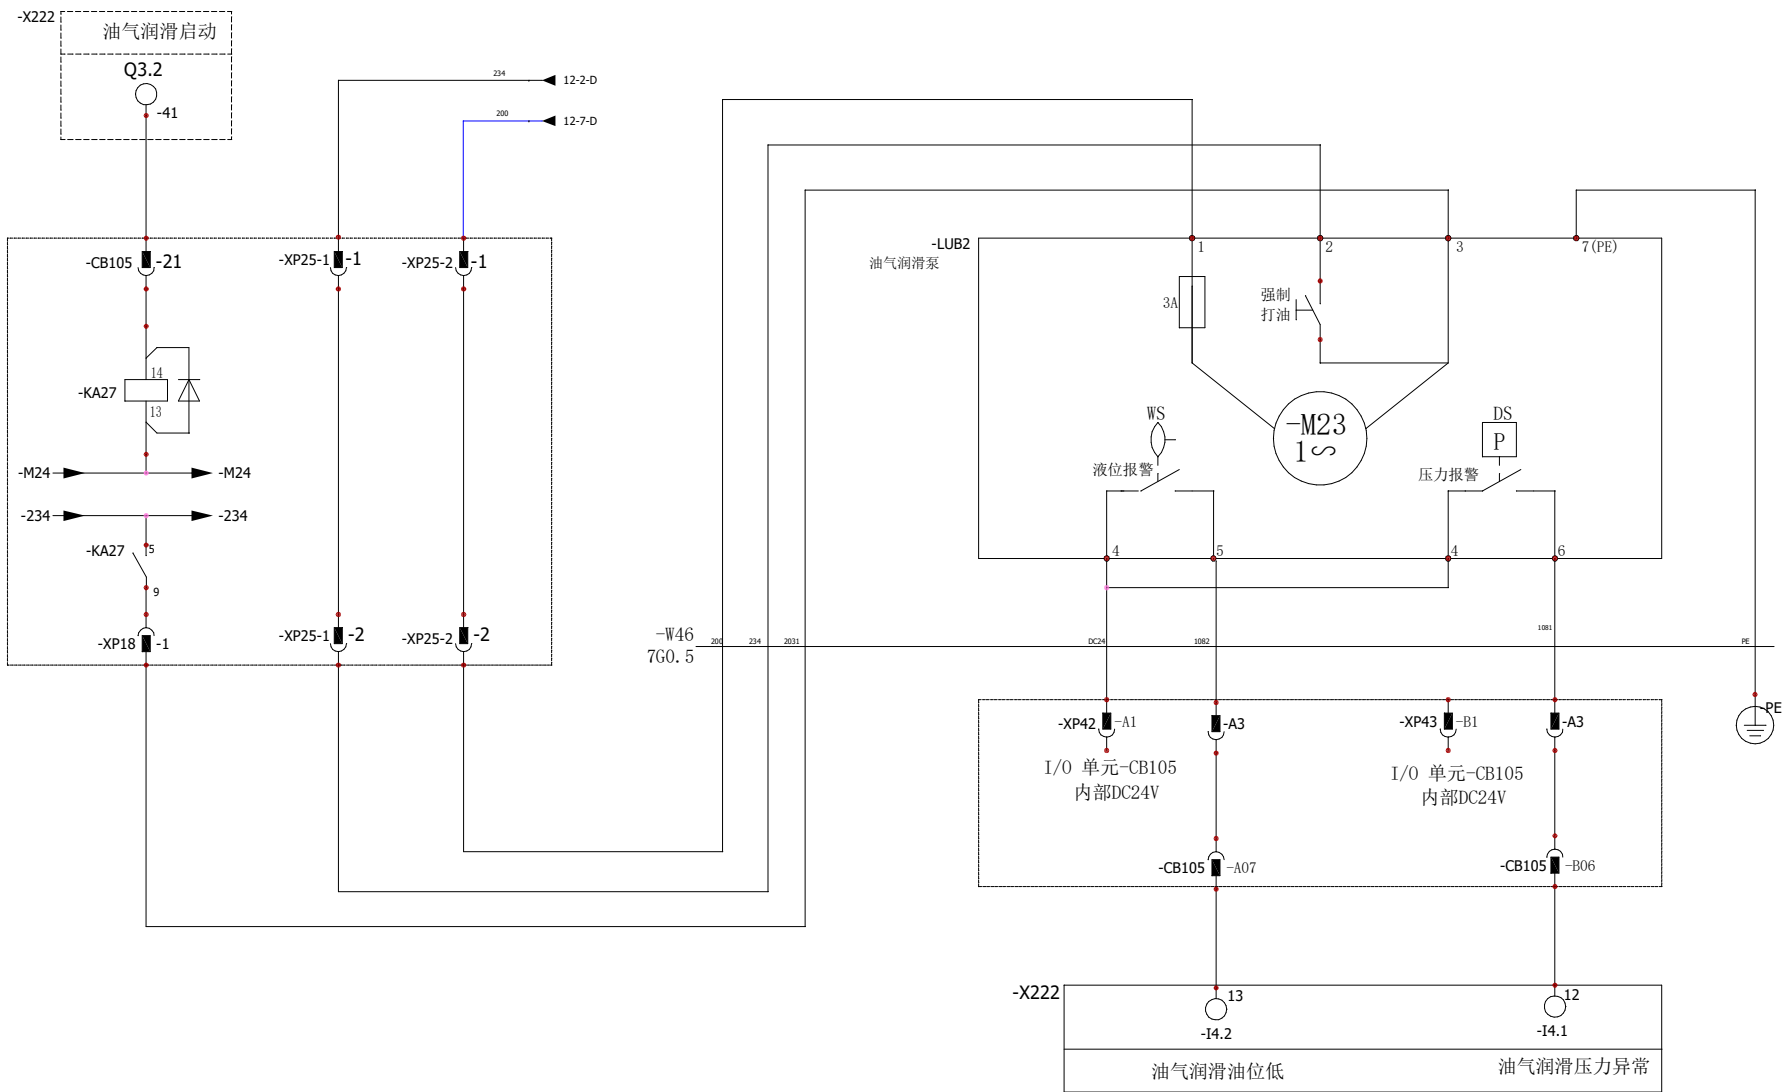 -X222
油气润滑启动
Q3.2
-41
234
12-2-D
200
12-7-D
-CB105
-21
-XP25-1
-1
-XP25-2
-1
-LUB2
油气润滑泵
1
2
3
7(PE)
3A
强制
打油
14
-KA27
13
WS
-M23
1∽
DS
P
液位报警
压力报警
-M24
-M24
-234
-234
-KA27
5
9
4
5
4
6
-XP18
-1
-XP25-1
-2
-XP25-2
-2
-W46
7G0.5
200
234
2031
DC24
1082
1081
PE
-XP42
-A1
-A3
-XP43
-B1
-A3
-PE
I/O 单元-CB105
内部DC24V
I/O 单元-CB105
内部DC24V
-CB105
-A07
-CB105
-B06
-X222
13
-I4.2
12
-I4.1
油气润滑油位低
油气润滑压力异常